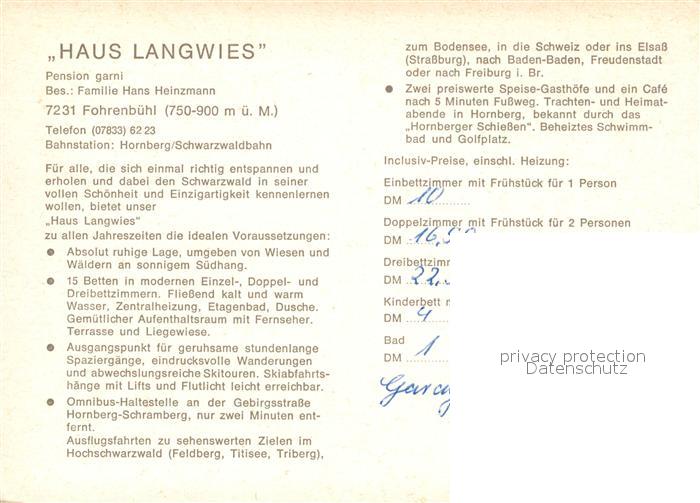 „HAUS LANGWIES”
Pension garni
Bes.: Familie Hans Heinzmann
7231 Fohrenbühl (750-900 m ü. M.)
Telefon (07833) 62 23
Bahnstation: Hornberg/Schwarzwaldbahn
Für alle, die sich einmal richtig entspannen und
erholen und dabei den Schwarzwald in seiner
vollen Schönheit und Einzigartigkeit kennenlernen
wollen, bietet unser
„Haus Langwies”
zu allen Jahreszeiten die idealen Voraussetzungen:
● Absolut ruhige Lage, umgeben von Wiesen und
Wäldern an sonnigem Südhang.
● 15 Betten in modernen Einzel-, Doppel- und
Dreibettzimmern. Fließend kalt und warm
Wasser, Zentralheizung, Etagenbad, Dusche.
Gemütlicher Aufenthaltsraum mit Fernseher.
Terrasse und Liegewiese.
● Ausgangspunkt für geruhsame stundenlange
Spaziergänge, eindrucksvolle Wanderungen
und abwechslungsreiche Skitouren. Skiabfahrts-
hänge mit Lifts und Flutlicht leicht erreichbar.
● Omnibus-Haltestelle an der Gebirgsstraße
Hornberg-Schramberg, nur zwei Minuten ent-
fernt.
Ausflugsfahrten zu sehenswerten Zielen im
Hochschwarzwald (Feldberg, Titisee, Triberg),
zum Bodensee, in die Schweiz oder ins Elsaß
(Straßburg), nach Baden-Baden, Freudenstadt
oder nach Freiburg i. Br.
● Zwei preiswerte Speise-Gasthöfe und ein Café
nach 5 Minuten Fußweg. Trachten- und Heimat-
abende in Hornberg, bekannt durch das
„Hornberger Schießen”. Beheiztes Schwimm-
bad und Golfplatz.
Inclusiv-Preise, einschl. Heizung:
Einbettzimmer mit Frühstück für 1 Person
DM 10
Doppelzimmer mit Frühstück für 2 Personen
DM 16,
Dreibettzimm
DM 22.
Kinderbett
DM 4
Bad
DM 1
privacy protection
Datenschutz